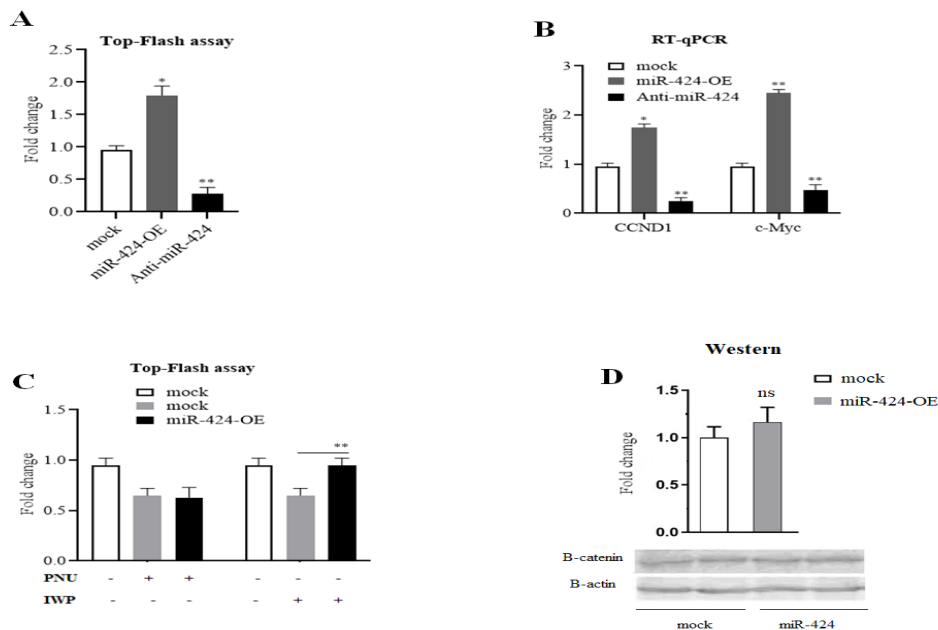 A
Top-Flash assay
Fold change
2.5
2.0
1.5
1.0
0.5
0.0
*
**
mock
miR-424-OE
Anti-miR-424
B
RT-qPCR
mock
miR-424-OE
Anti-miR-424
Fold change
3
2
1
0
*
**
**
**
CCND1
c-Myc
C
Top-Flash assay
mock
mock
miR-424-OE
Fold change
1.5
1.0
0.5
0.0
**
PNU - + + - - -
IWP - - - - + +
Western
D
mock
miR-424-OE
Fold change
1.5
1.0
0.5
0.0
ns
B-catenin
B-actin
mock miR-424